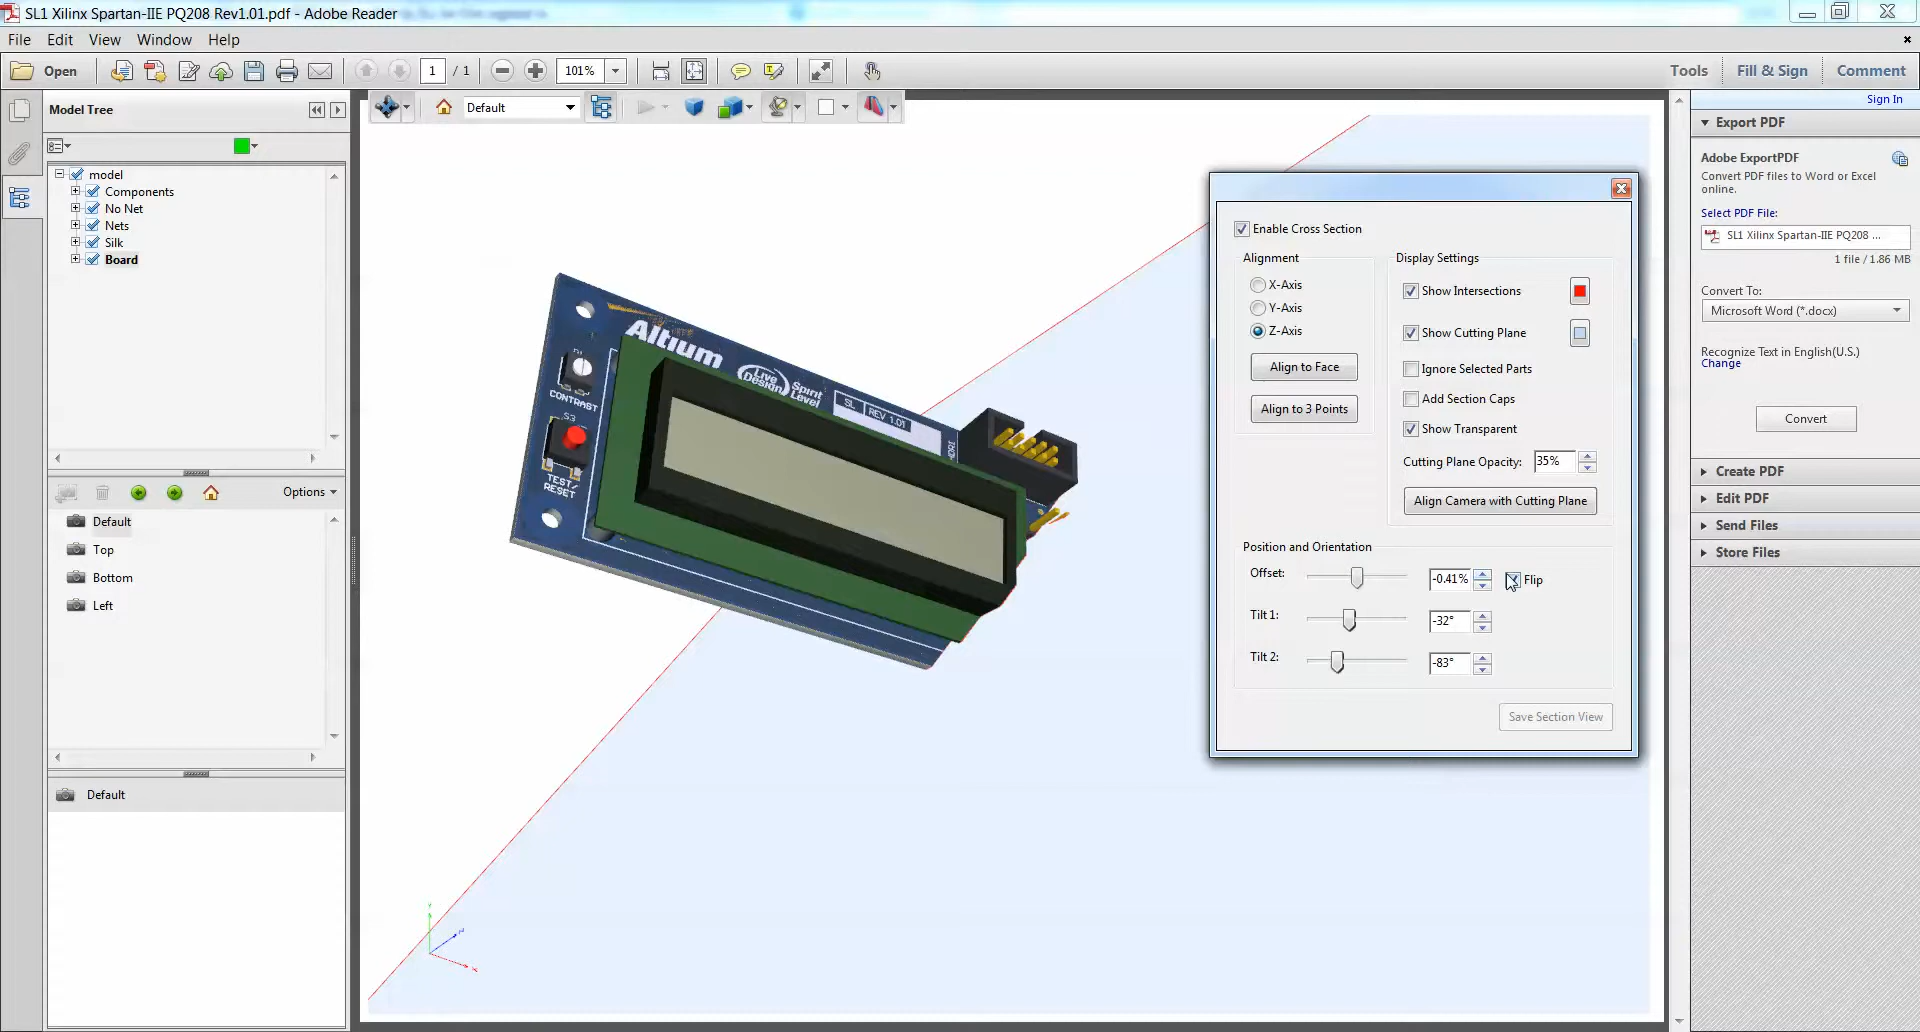 SL1 Xilinx Spartan-IIE PQ208 Rev1.01.pdf - Adobe Reader
File Edit View Window Help
Open 1 / 1 101% Tools Fill & Sign Comment
Sign In
Model Tree
Default
model
Components
No Net
Nets
Silk
Board
Options
Default
Top
Bottom
Left
Default
Altium
Live Design
Spirit Level
SL REV 1.01
CONTRAST
S3
TEST/
RESET
Enable Cross Section
Alignment
X-Axis
Y-Axis
Z-Axis
Align to Face
Align to 3 Points
Display Settings
Show Intersections
Show Cutting Plane
Ignore Selected Parts
Add Section Caps
Show Transparent
Cutting Plane Opacity: 35%
Align Camera with Cutting Plane
Position and Orientation
Offset: -0.41% Flip
Tilt 1: -32°
Tilt 2: -83°
Save Section View
Export PDF
Adobe ExportPDF
Convert PDF files to Word or Excel
online.
Select PDF File:
SL1 Xilinx Spartan-IIE PQ208 ...
1 file / 1.86 MB
Convert To:
Microsoft Word (*.docx)
Recognize Text in English(U.S.)
Change
Convert
Create PDF
Edit PDF
Send Files
Store Files